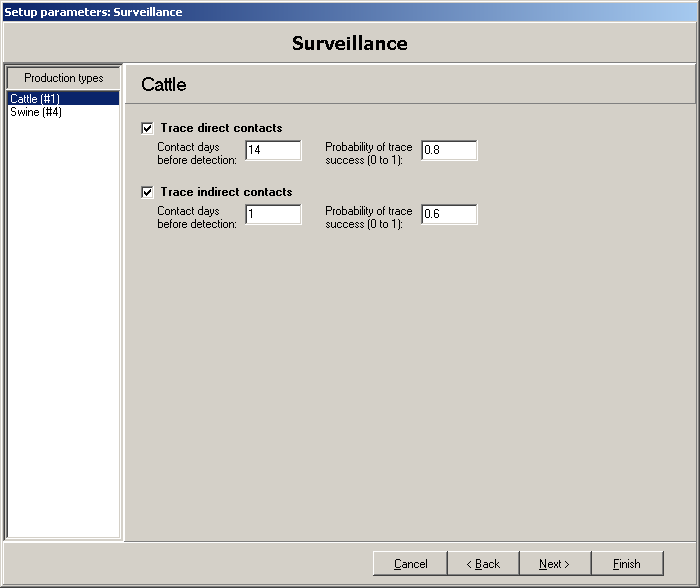 Setup parameters: Surveillance
Surveillance
Production types
Cattle (#1)
Swine (#4)
Cattle
Trace direct contacts
Contact days before detection: 14
Probability of trace success (0 to 1): 0.8
Trace indirect contacts
Contact days before detection: 1
Probability of trace success (0 to 1): 0.6
Cancel
< Back
Next >
Finish